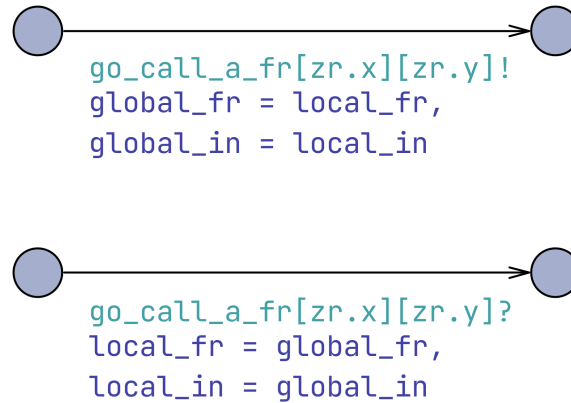 go_call_a_fr[zr.x][zr.y]!
global_fr = local_fr,
global_in = local_in
go_call_a_fr[zr.x][zr.y]?
local_fr = global_fr,
local_in = global_in